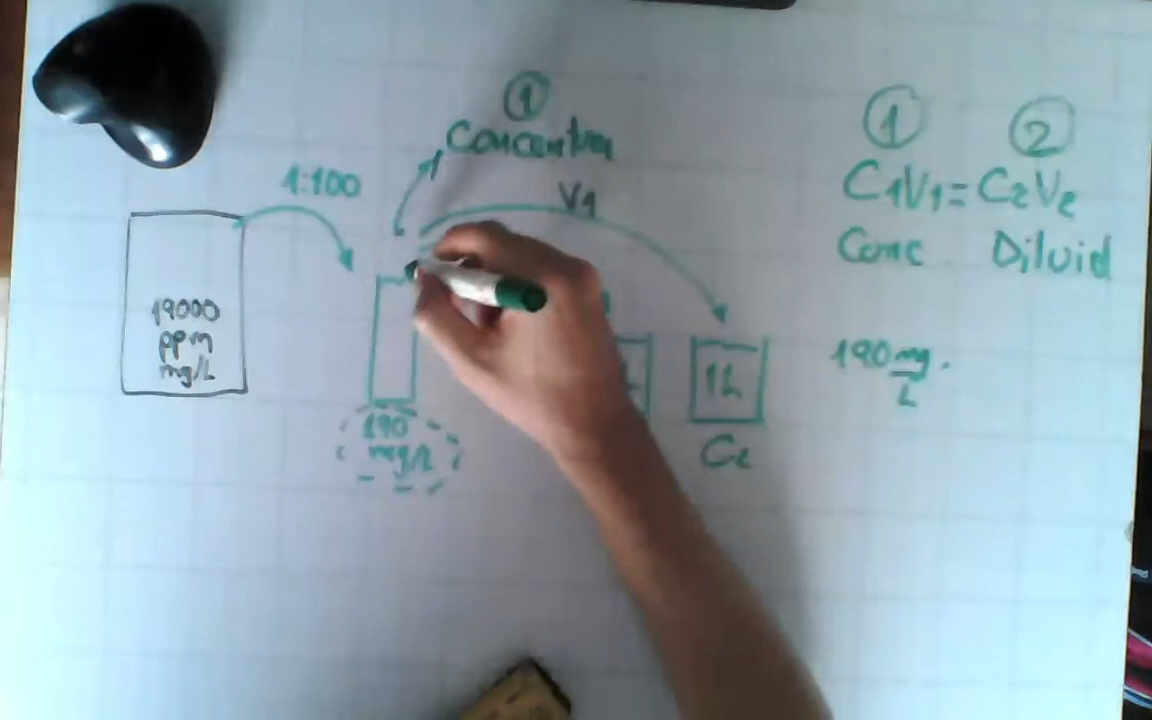 1
Concentra
1:100
V1
19000
ppm
mg/L
190
mg/L
1L
C2
1 2
C1V1=C2V2
Conc Diluid
190 mg.
L